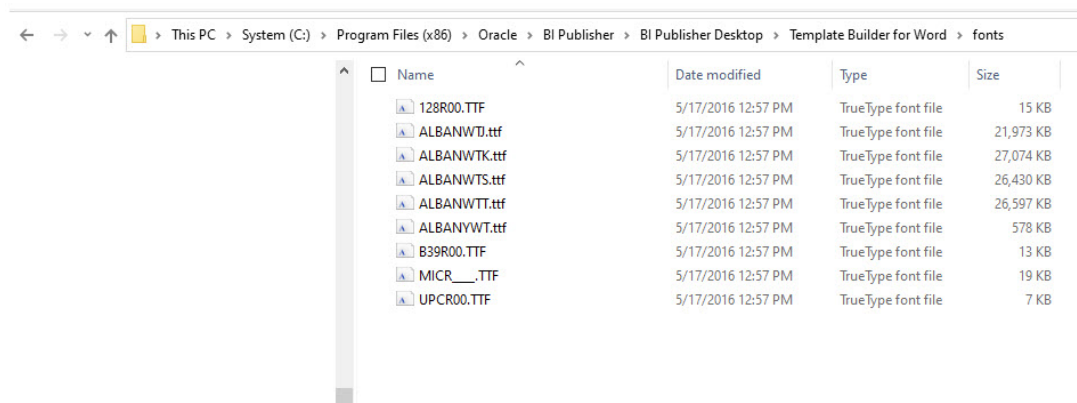 This PC > System (C:) > Program Files (x86) > Oracle > BI Publisher > BI Publisher Desktop > Template Builder for Word > fonts
Name Date modified Type Size
128R00.TTF 5/17/2016 12:57 PM TrueType font file 15 KB
ALBANWTJ.ttf 5/17/2016 12:57 PM TrueType font file 21,973 KB
ALBANWTK.ttf 5/17/2016 12:57 PM TrueType font file 27,074 KB
ALBANWTS.ttf 5/17/2016 12:57 PM TrueType font file 26,430 KB
ALBANWTT.ttf 5/17/2016 12:57 PM TrueType font file 26,597 KB
ALBANYWT.ttf 5/17/2016 12:57 PM TrueType font file 578 KB
B39R00.TTF 5/17/2016 12:57 PM TrueType font file 13 KB
MICR___.TTF 5/17/2016 12:57 PM TrueType font file 19 KB
UPCR00.TTF 5/17/2016 12:57 PM TrueType font file 7 KB